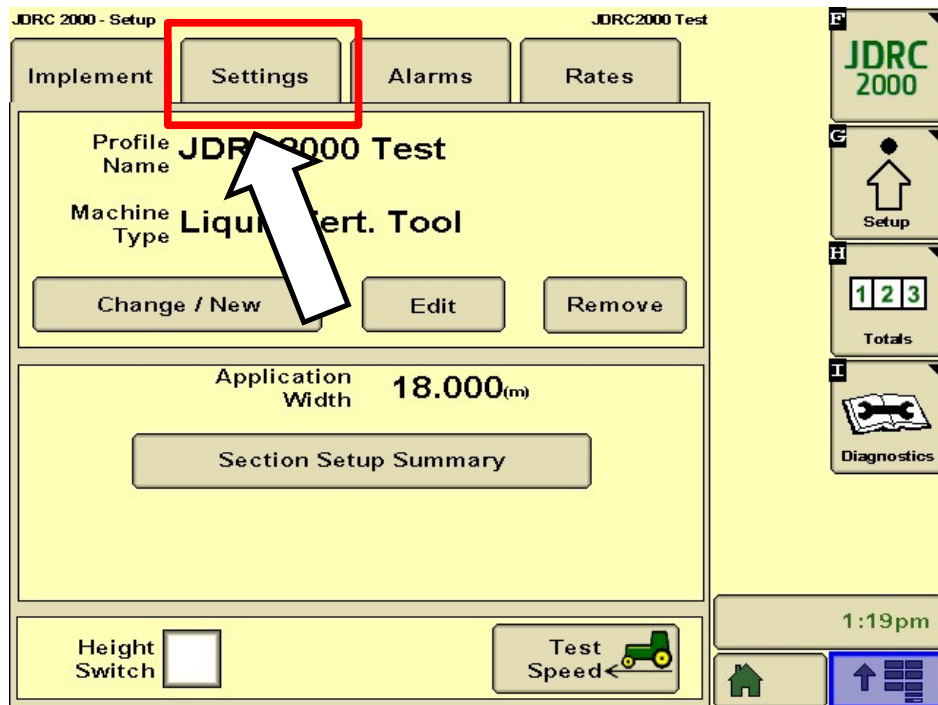 JDRC 2000 - Setup
JDRC2000 Test
Implement
Settings
Alarms
Rates
Profile
Name
Test
Machine
Type
Tool
Change / New
Edit
Remove
Application
Width
18.000(m)
Section Setup Summary
Height
Switch
Test
Speed
F
JDRC
2000
G
Setup
H
1 2 3
Totals
I
Diagnostics
1:19pm